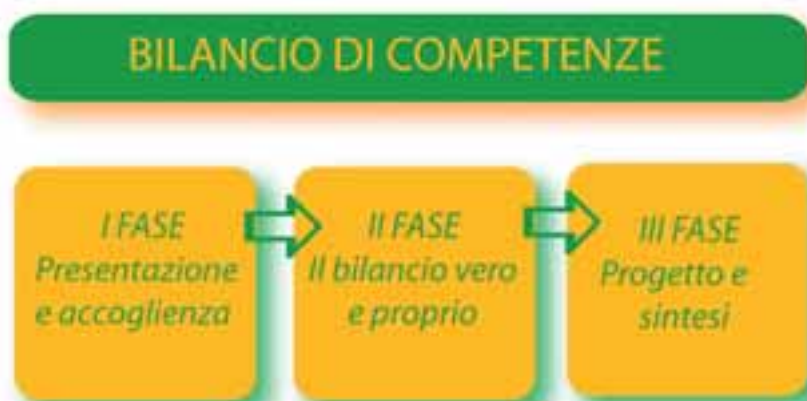 BILANCIO DI COMPETENZE
I FASE
Presentazione
e accoglienza
II FASE
Il bilancio vero
e proprio
III FASE
Progetto e
sintesi